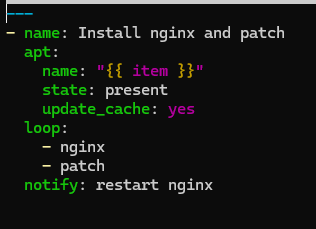 ---
- name: Install nginx and patch
  apt:
    name: "{{ item }}"
    state: present
    update_cache: yes
  loop:
    - nginx
    - patch
  notify: restart nginx